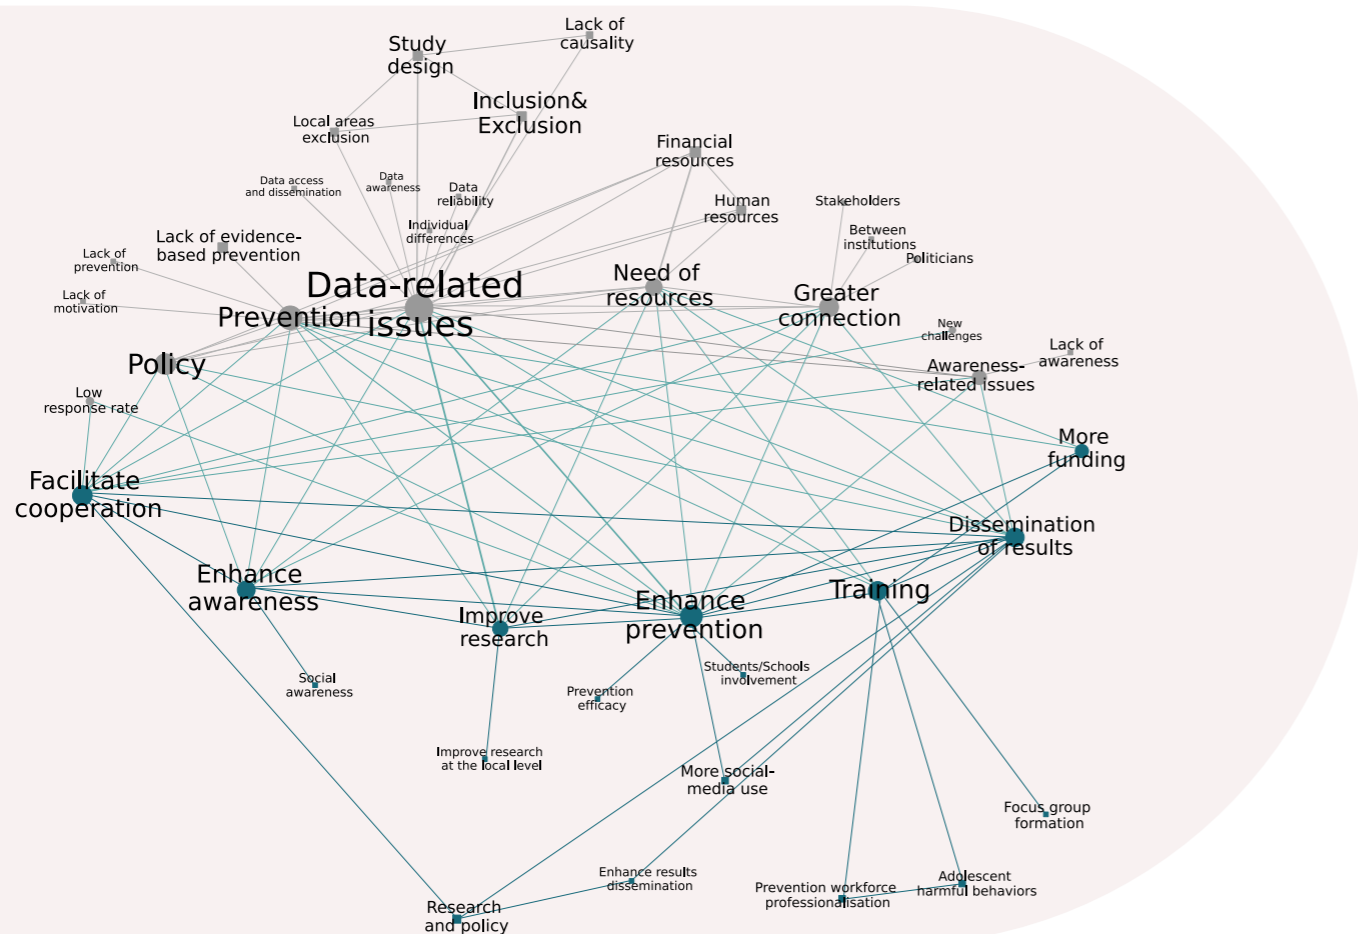 Lack of
causality
Study
design
Inclusion&
Exclusion
Local areas
exclusion
Financial
resources
Data access
and dissemination
Data
awareness
Data
reliability
Human
resources
Stakeholders
Individual
differences
Between
institutions
Lack of evidence-
based prevention
Lack of
prevention
Politicians
Need of
resources
Data-related
issues
Greater
connection
Lack of
motivation
Prevention
New
challenges
Lack of
awareness
Policy
Awareness-
related issues
Low
response rate
More
funding
Facilitate
cooperation
Dissemination
of results
Enhance
awareness
Training
Enhance
prevention
Improve
research
Students/Schools
involvement
Social
awareness
Prevention
efficacy
Improve research
at the local level
More social-
media use
Focus group
formation
Enhance results
dissemination
Adolescent
harmful behaviors
Prevention workforce
professionalisation
Research
and policy